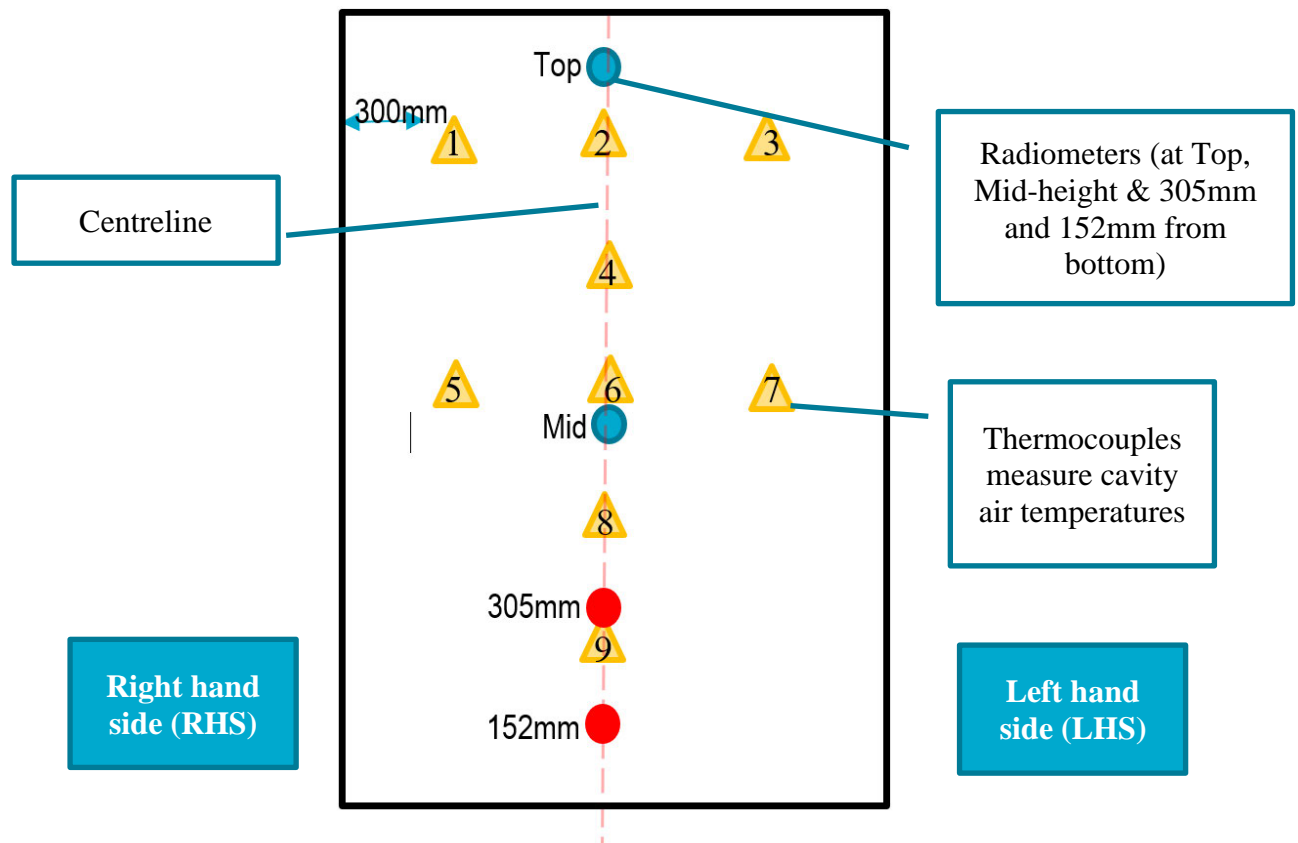 Top
300mm
1
2
3
Radiometers (at Top,
Mid-height & 305mm
and 152mm from
bottom)
Centreline
4
5
6
7
Mid
Thermocouples
measure cavity
air temperatures
8
305mm
9
Right hand
side (RHS)
Left hand
side (LHS)
152mm